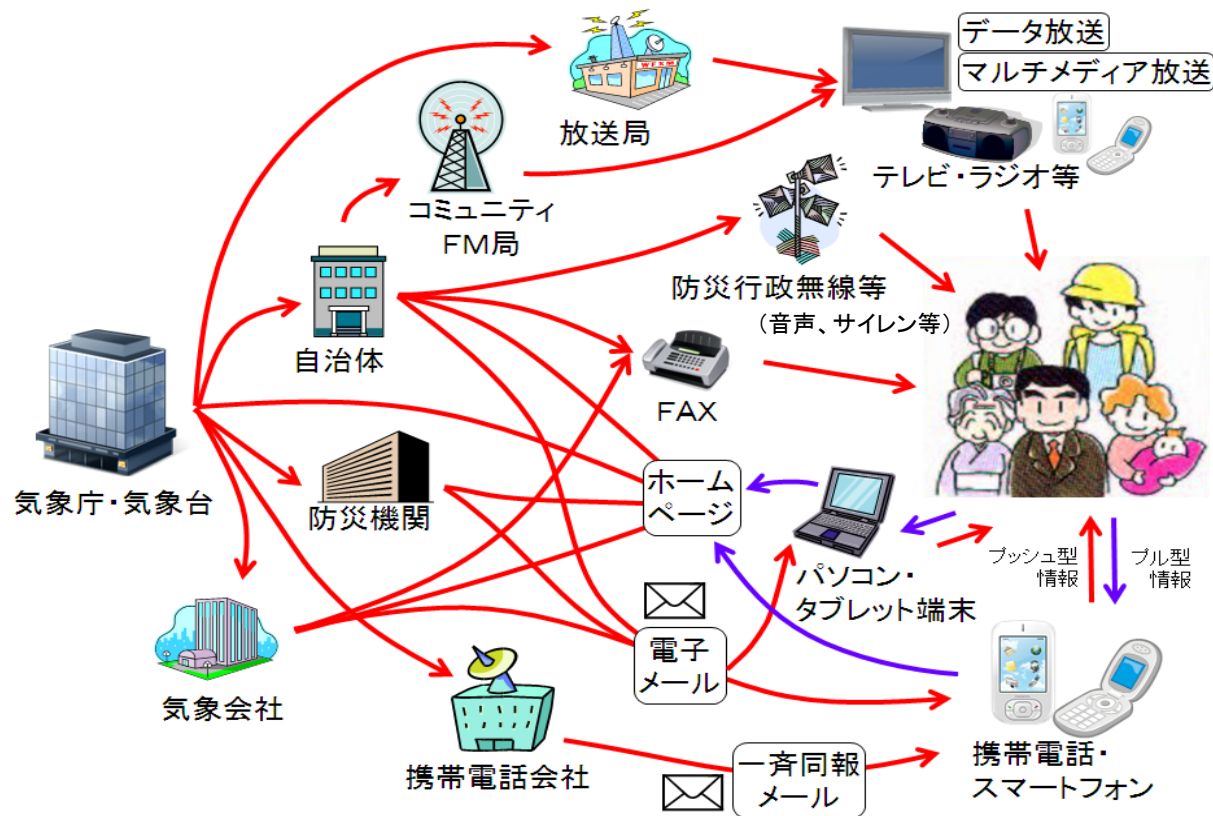 データ放送
マルチメディア放送
WFXM
放送局
テレビ・ラジオ等
コミュニティ
FM局
防災行政無線等
（音声、サイレン等）
自治体
FAX
気象庁・気象台
防災機関
ホーム
ページ
パソコン・
タブレット端末
プッシュ型
情報
プル型
情報
電子
メール
気象会社
携帯電話会社
一斉同報
メール
携帯電話・
スマートフォン